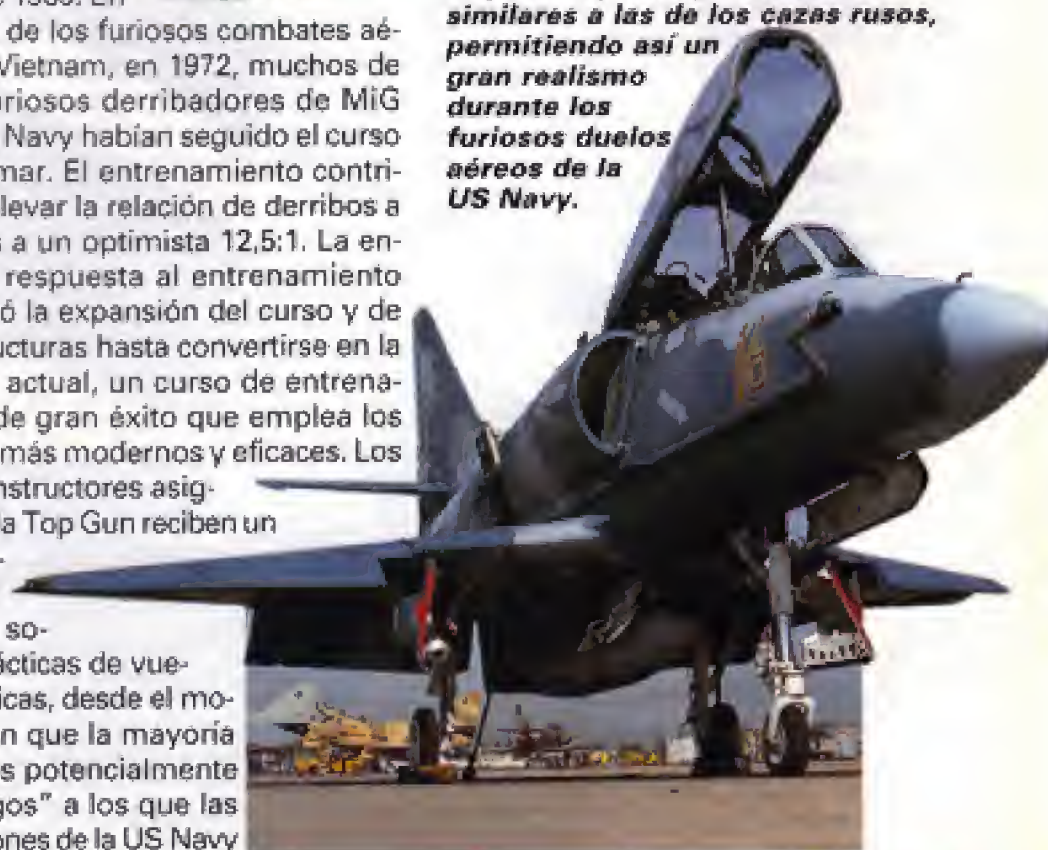 En
de los furiosos combates aé-
Vietnam, en 1972, muchos de
uriosos derribadores de MiG
Navy habían seguido el curso
mar. El entrenamiento contri-
levar la relación de derribos a
s a un optimista 12,5:1. La en-
respuesta al entrenamiento
ó la expansión del curso y de
ucturas hasta convertirse en la
actual, un curso de entrena-
de gran éxito que emplea los
más modernos y eficaces. Los
nstructores asig-
la Top Gun reciben un
so-
ácticas de vue-
icas, desde el mo-
n que la mayoría
s potencialmente
gos" a los que las
ones de la US Navy
similares a las de los cazas rusos,
permitiendo así un
gran realismo
durante los
furiosos duelos
aéreos de la
US Navy.